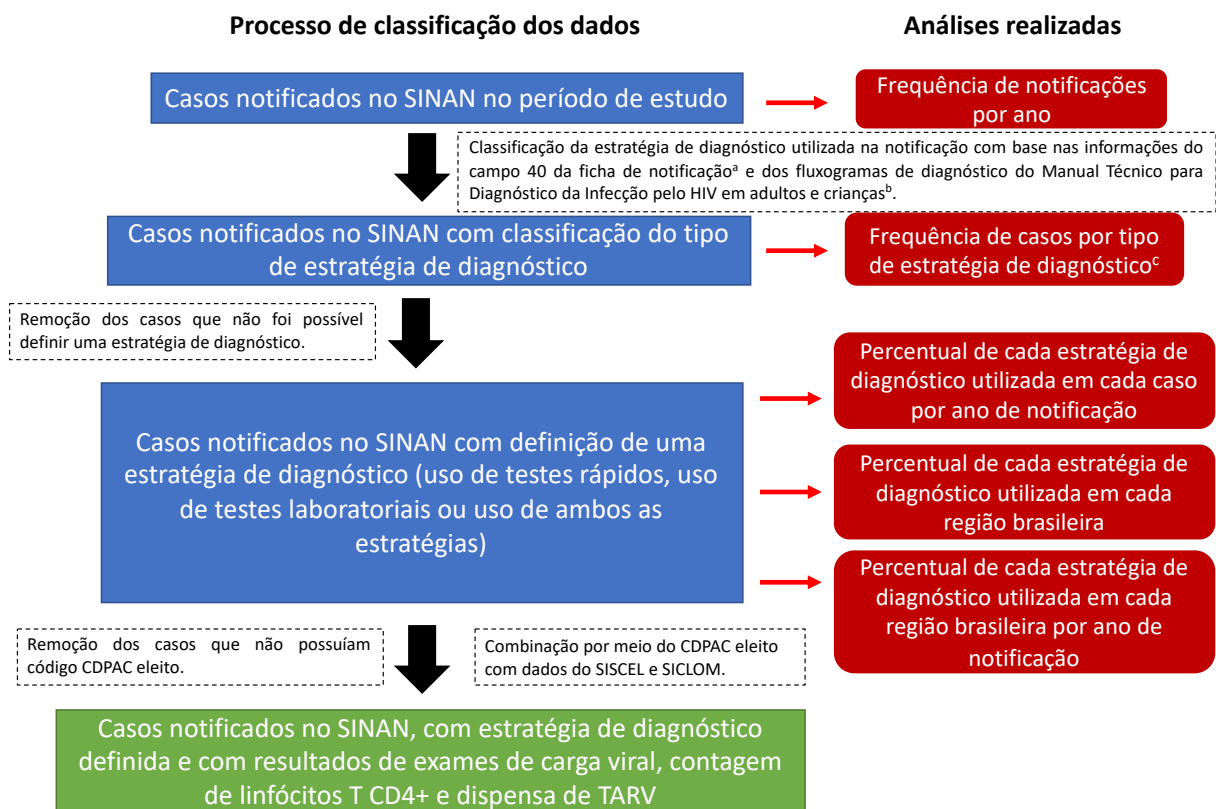 Processo de classificação dos dados
Análises realizadas
Casos notificados no SINAN no período de estudo
Frequência de notificações
por ano
Classificação da estratégia de diagnóstico utilizada na notificação com base nas informações do
campo 40 da ficha de notificaçãoᵃ e dos fluxogramas de diagnóstico do Manual Técnico para
Diagnóstico da Infecção pelo HIV em adultos e criançasᵇ.
Casos notificados no SINAN com classificação do tipo
de estratégia de diagnóstico
Frequência de casos por tipo
de estratégia de diagnósticoᶜ
Remoção dos casos que não foi possível
definir uma estratégia de diagnóstico.
Casos notificados no SINAN com definição de uma
estratégia de diagnóstico (uso de testes rápidos, uso
de testes laboratoriais ou uso de ambos as
estratégias)
Percentual de cada estratégia de
diagnóstico utilizada em cada caso
por ano de notificação
Percentual de cada estratégia de
diagnóstico utilizada em cada
região brasileira
Percentual de cada estratégia de
diagnóstico utilizada em cada
região brasileira por ano de
notificação
Remoção dos casos que não possuíam
código CDPAC eleito.
Combinação por meio do CDPAC eleito
com dados do SISCEL e SICLOM.
Casos notificados no SINAN, com estratégia de diagnóstico
definida e com resultados de exames de carga viral, contagem
de linfócitos T CD4+ e dispensa de TARV